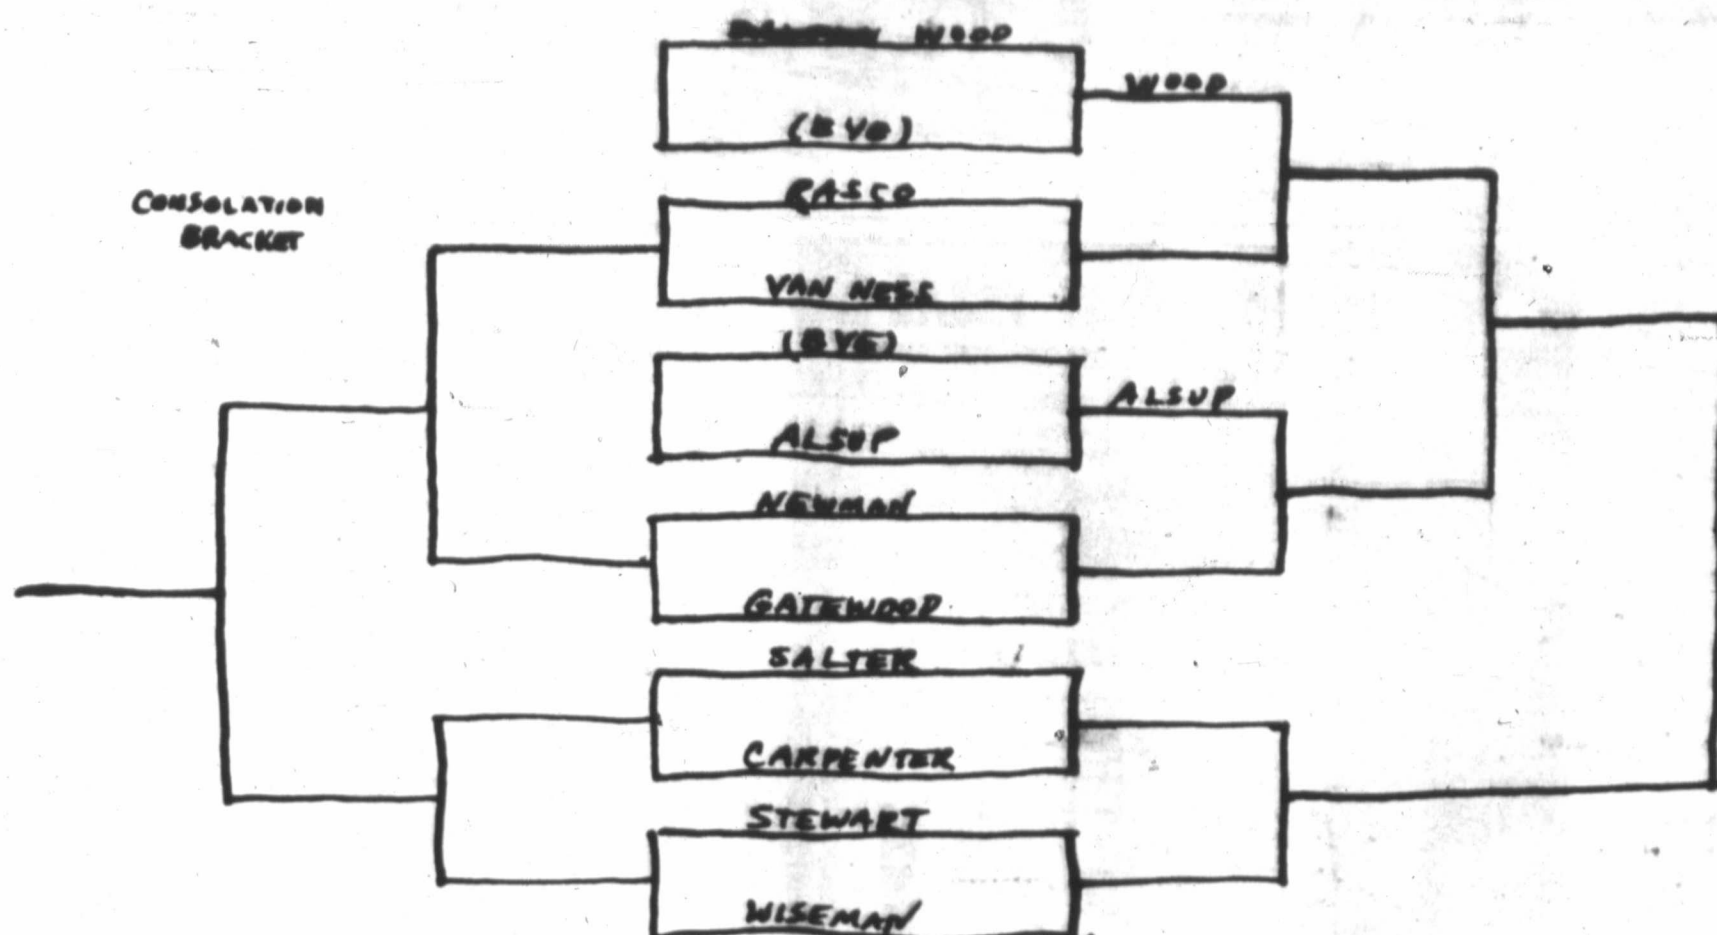 WOOD
(BYE)
WOOD
CONSOLATION
BRACKET
RASCO
VAN NESS
(BYE)
ALSUP
ALSUP
NEWMAN
GATEWOOD
SALTER
CARPENTER
STEWART
WISEMAN